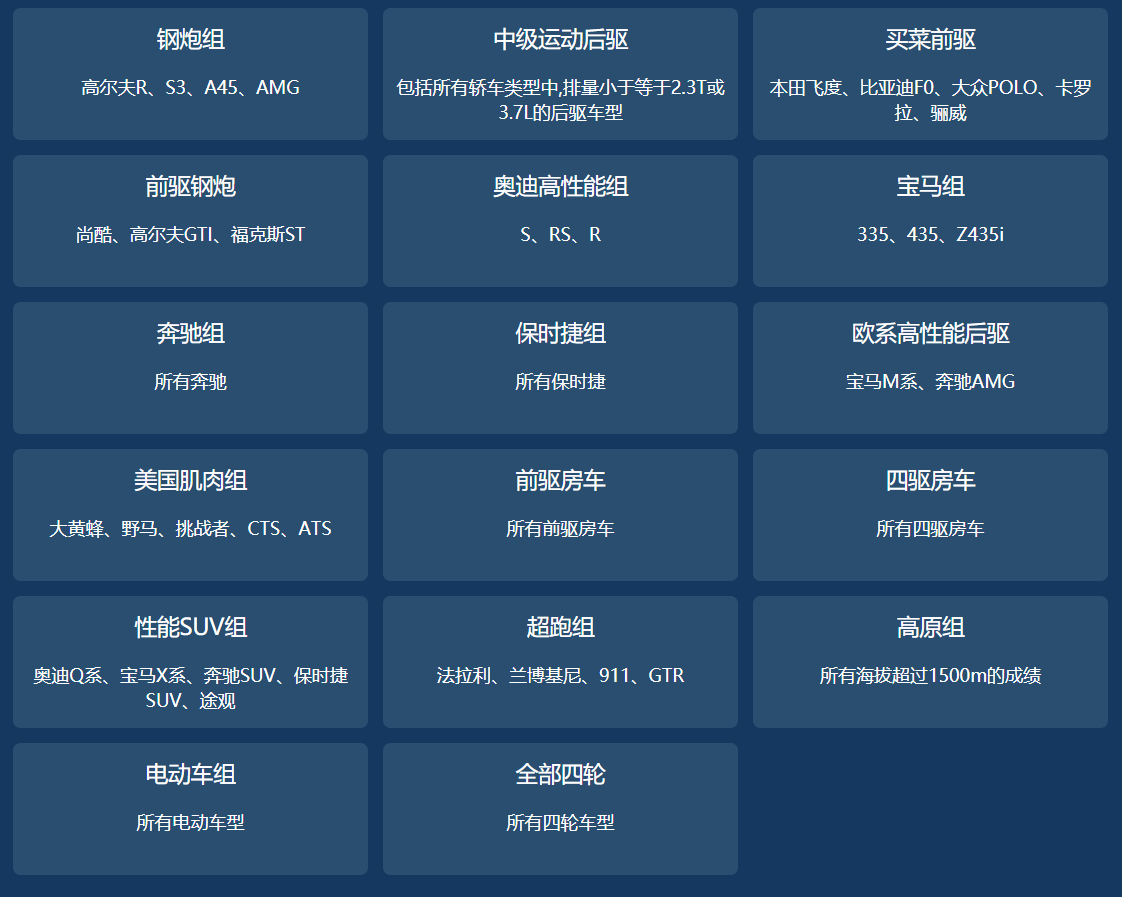 钢炮组
高尔夫R、S3、A45、AMG
中级运动后驱
包括所有轿车类型中,排量小于等于2.3T或
3.7L的后驱车型
买菜前驱
本田飞度、比亚迪F0、大众POLO、卡罗
拉、骊威
前驱钢炮
尚酷、高尔夫GTI、福克斯ST
奥迪高性能组
S、RS、R
宝马组
335、435、Z435i
奔驰组
所有奔驰
保时捷组
所有保时捷
欧系高性能后驱
宝马M系、奔驰AMG
美国肌肉组
大黄蜂、野马、挑战者、CTS、ATS
前驱房车
所有前驱房车
四驱房车
所有四驱房车
性能SUV组
奥迪Q系、宝马X系、奔驰SUV、保时捷
SUV、途观
超跑组
法拉利、兰博基尼、911、GTR
高原组
所有海拔超过1500m的成绩
电动车组
所有电动车型
全部四轮
所有四轮车型